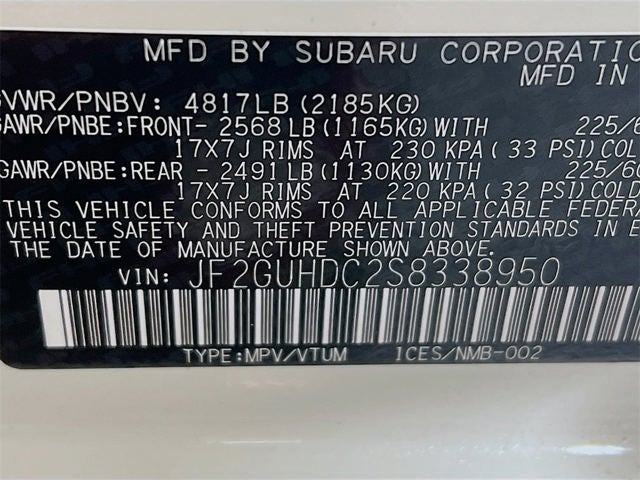 MFD BY SUBARU CORPORATION
MFD IN
GVWR/PNBV: 4817LB (2185KG)
GAWR/PNBE:FRONT- 2568 LB(1165KG)WITH 225/6
17X7J RIMS AT 230 KPA( 33 PSI)COL
GAWR/PNBE:REAR - 2491 LB(1130KG)WITH 225/60
17X7J RIMS AT 220 KPA( 32 PSI)COLD
THIS VEHICLE CONFORMS TO ALL APPLICABLE FEDER
VEHICLE SAFETY AND THEFT PREVENTION STANDARDS IN E
THE DATE OF MANUFACTURE SHOWN ABOVE.
VIN: JF2GUHDC2S8338950
TYPE:MPV/VTUM ICES/NMB-002